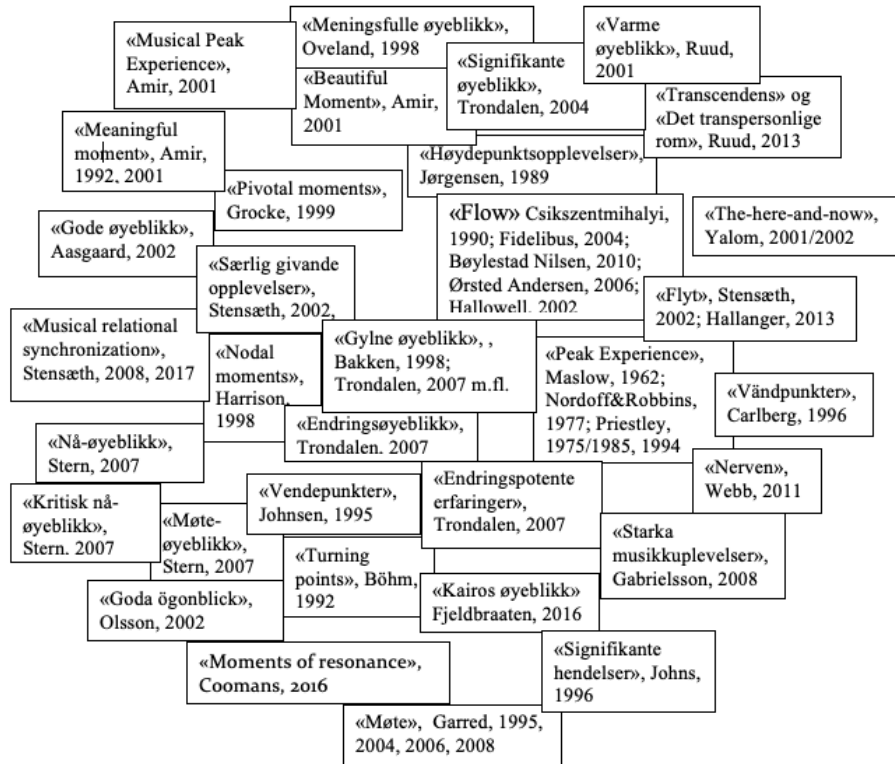 «Musical Peak
Experience»,
Amir, 2001
«Meningsfulle øyeblikk»,
Oveland, 1998
«Beautiful
Moment», Amir,
2001
«Signifikante
øyeblikk»,
Trondalen, 2004
«Varme
øyeblikk», Ruud,
2001
«Transcendens» og
«Det transpersonlige
rom», Ruud, 2013
«Meaningful
moment», Amir,
1992, 2001
«Høydepunktsopplevelser»,
Jørgensen, 1989
«Pivotal moments»,
Grocke, 1999
«Flow» Csikszentmihalyi,
1990; Fidelibus, 2004;
Bøylestad Nilsen, 2010;
Ørsted Andersen, 2006;
Hallowell, 2002
«The-here-and-now»,
Yalom, 2001/2002
«Gode øyeblikk»,
Aasgaard, 2002
«Særlig givande
opplevelser»,
Stensæth, 2002,
«Flyt», Stensæth,
2002; Hallanger, 2013
«Musical relational
synchronization»,
Stensæth, 2008, 2017
«Nodal
moments»,
Harrison,
1998
«Gylne øyeblikk», ,
Bakken, 1998;
Trondalen, 2007 m.fl.
«Peak Experience»,
Maslow, 1962;
Nordoff&Robbins,
1977; Priestley,
1975/1985, 1994
«Vändpunkter»,
Carlberg, 1996
«Endringsøyeblikk»,
Trondalen. 2007
«Nå-øyeblikk»,
Stern, 2007
«Nerven»,
Webb, 2011
«Kritisk nå-
øyeblikk»,
Stern. 2007
«Møte-
øyeblikk»,
Stern, 2007
«Vendepunkter»,
Johnsen, 1995
«Endringspotente
erfaringer»,
Trondalen, 2007
«Starka
musikkuplevelser»,
Gabrielsson, 2008
«Turning
points», Böhm,
1992
«Kairos øyeblikk»
Fjeldbraaten, 2016
«Goda ögonblick»,
Olsson, 2002
«Moments of resonance»,
Coomans, 2016
«Signifikante
hendelser», Johns,
1996
«Møte», Garred, 1995,
2004, 2006, 2008